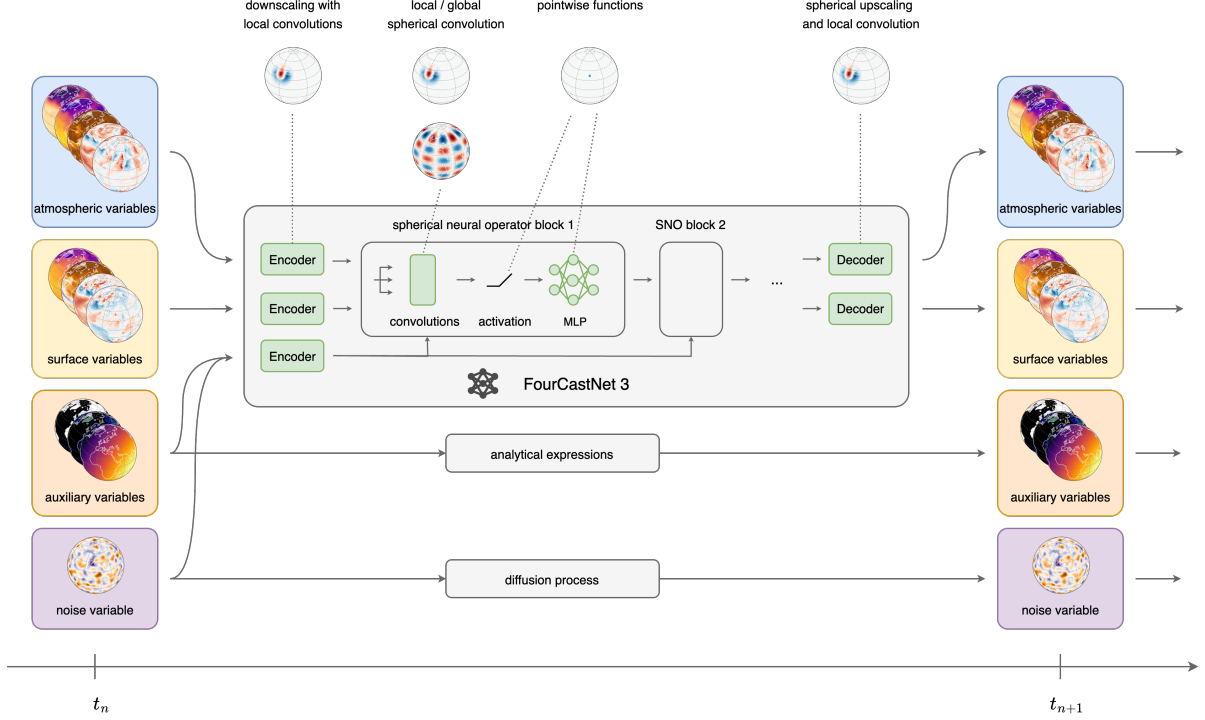 downscaling with
local convolutions
local / global
spherical convolution
pointwise functions
spherical upscaling
and local convolution
atmospheric variables
surface variables
auxiliary variables
noise variable
Encoder
Encoder
Encoder
spherical neural operator block 1
convolutions
activation
MLP
SNO block 2
...
Decoder
Decoder
FourCastNet 3
analytical expressions
diffusion process
atmospheric variables
surface variables
auxiliary variables
noise variable
tₙ
tₙ₊₁